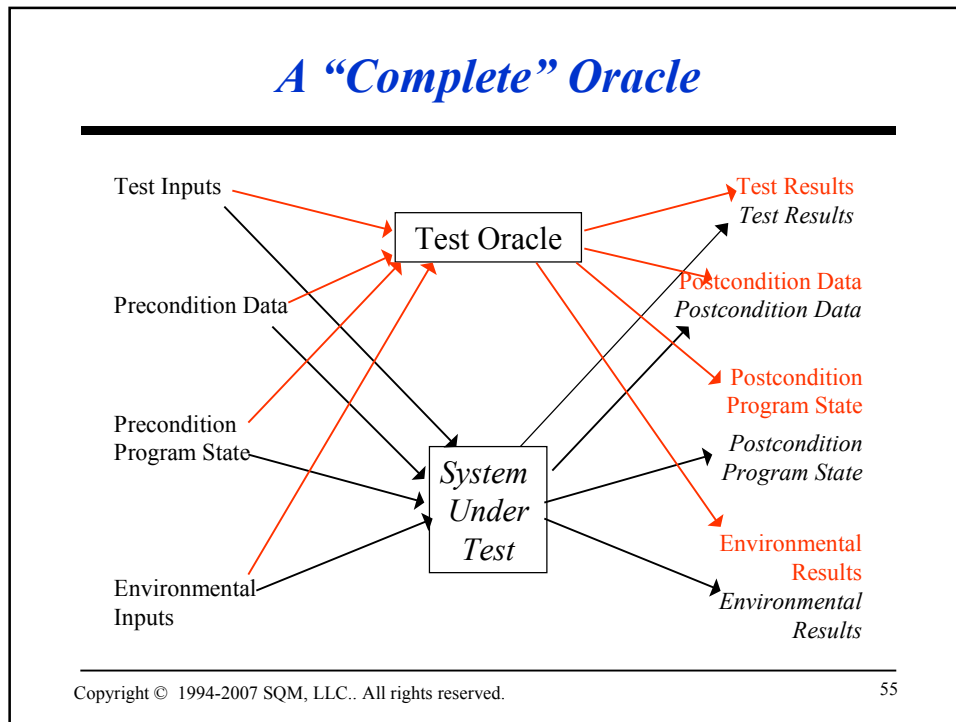 A “Complete” Oracle
Test Inputs
Precondition Data
Precondition
Program State
Environmental
Inputs
Test Oracle
System
Under
Test
Test Results
Test Results
Postcondition Data
Postcondition Data
Postcondition
Program State
Postcondition
Program State
Environmental
Results
Environmental
Results
Copyright © 1994-2007 SQM, LLC.. All rights reserved.
55